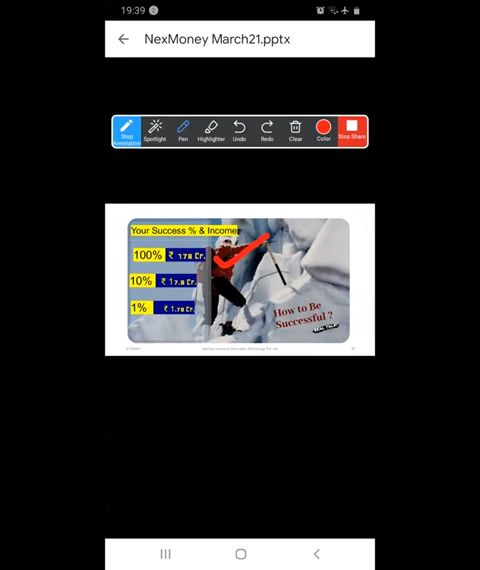 19:39
NexMoney March21.pptx
Stop Annotation
Spotlight
Pen
Highlighter
Undo
Redo
Clear
Color
Stop Share
Your Success % & Income
100% ₹ 178 Cr.
10% ₹ 17.8 Cr.
1% ₹ 1.78 Cr.
How to Be
Successful ?